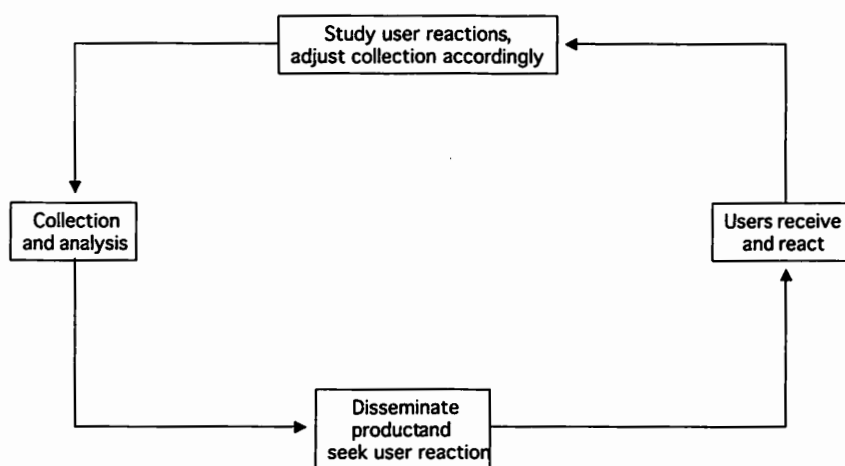 Study user reactions,
adjust collection accordingly
Collection
and analysis
Users receive
and react
Disseminate
productand
seek user reaction